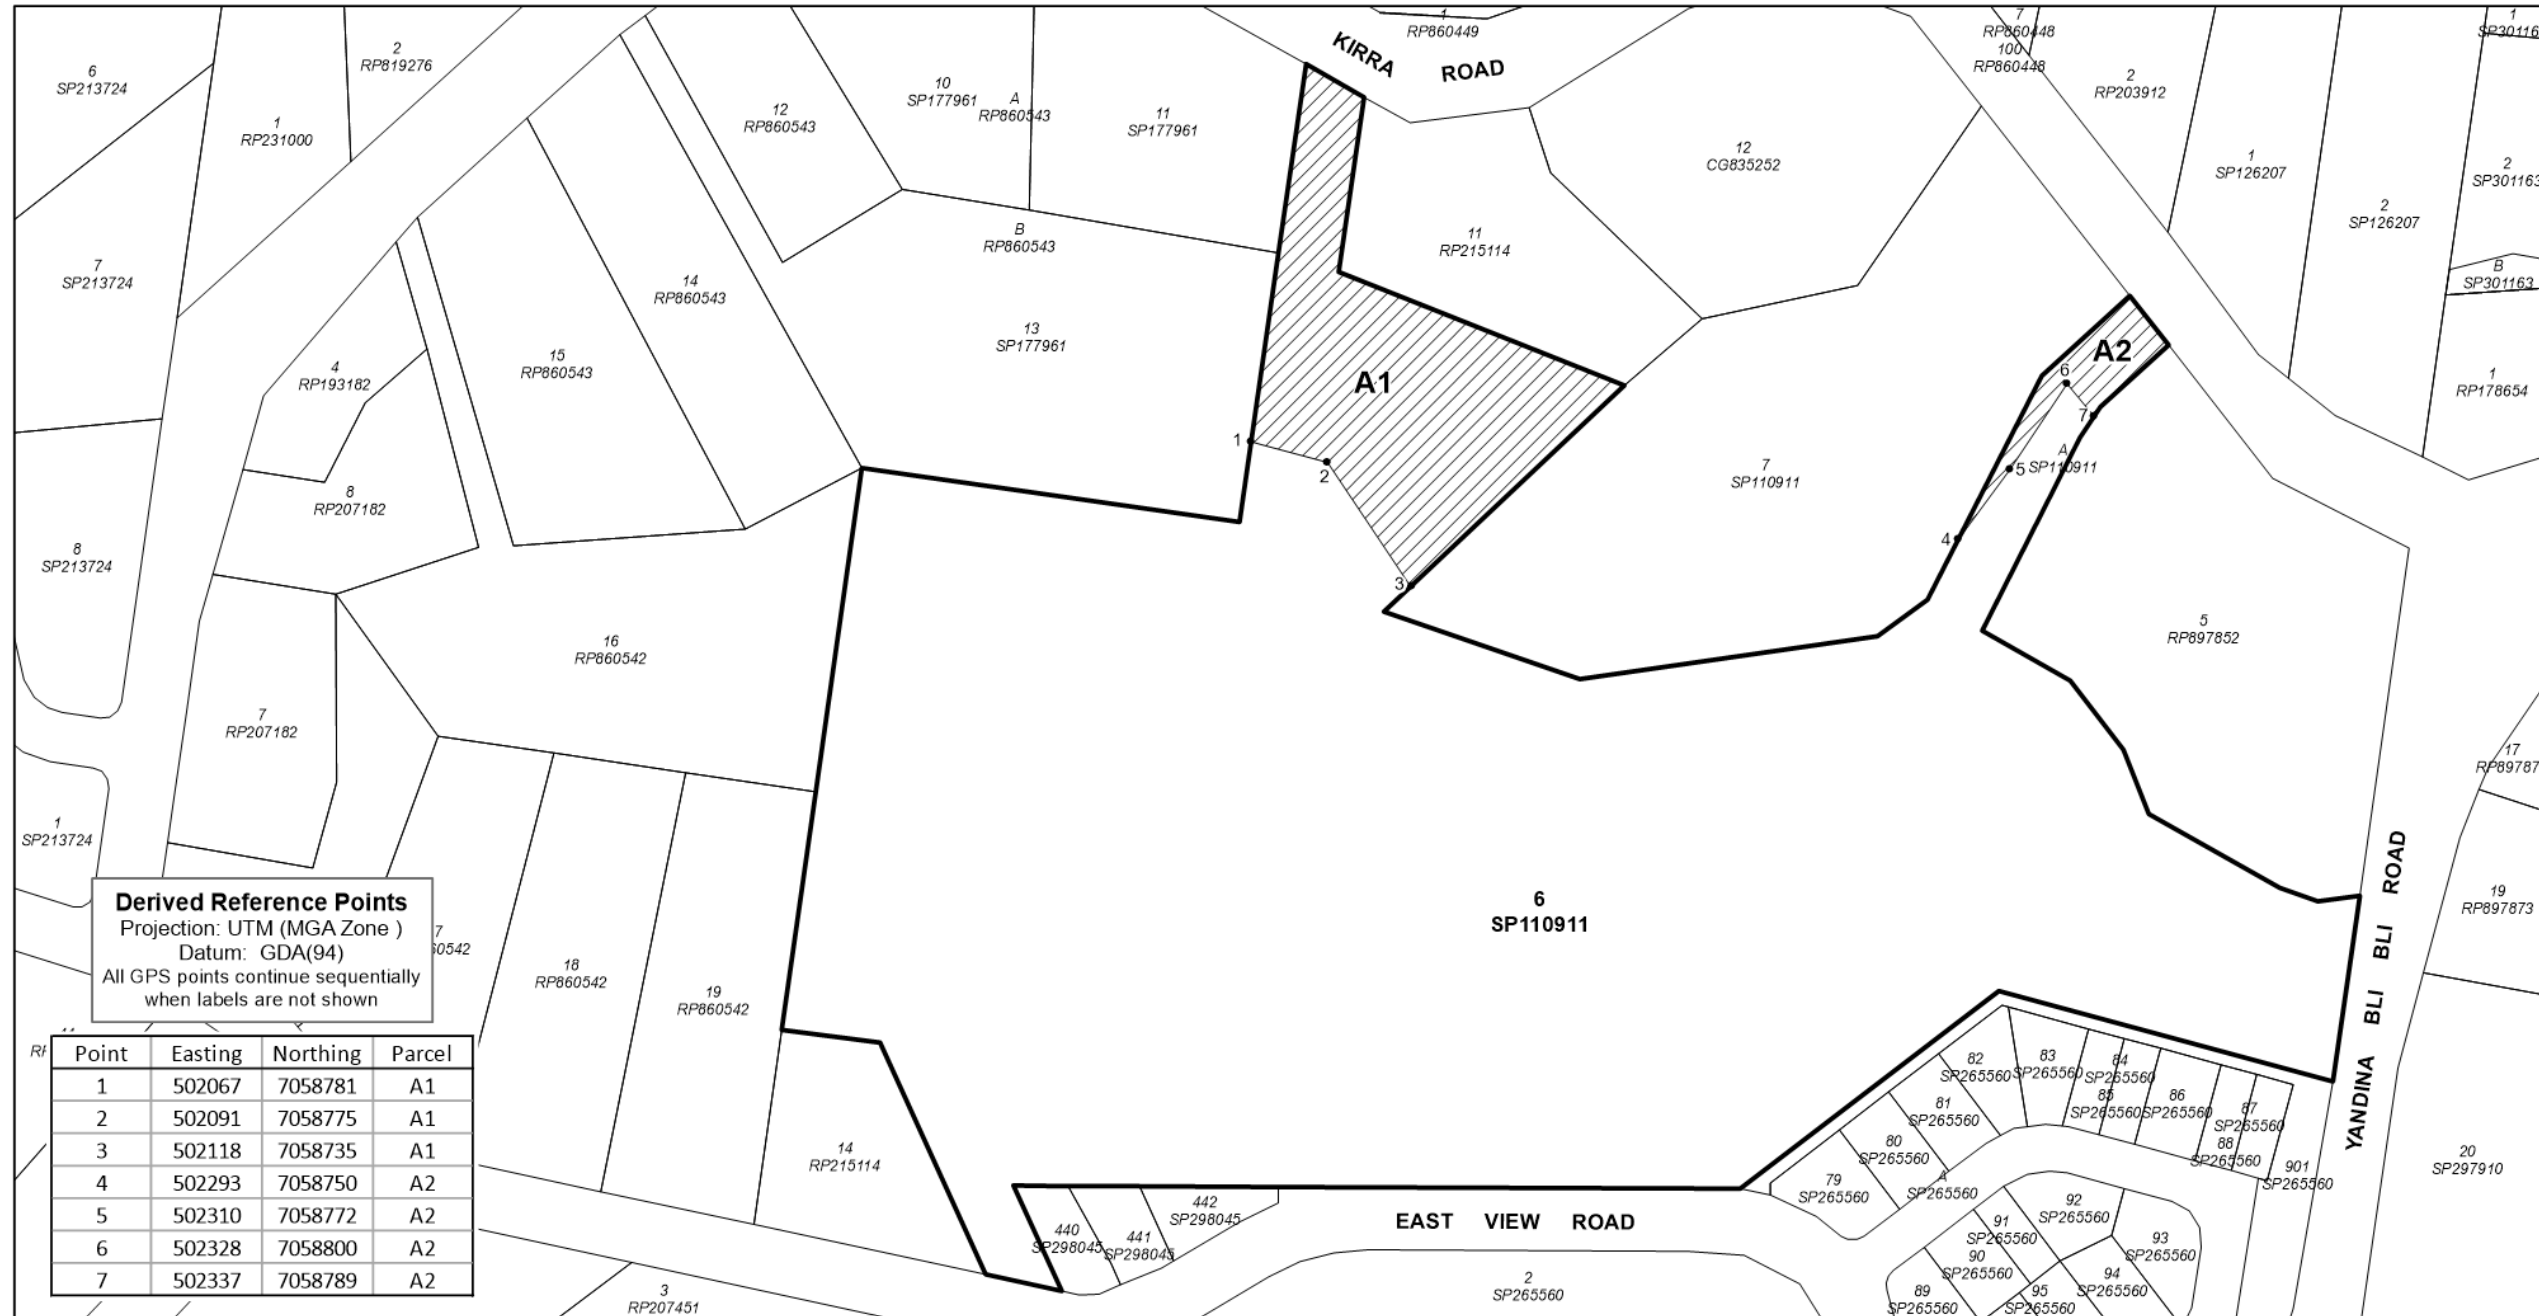 6
SP213724
2
RP819276
1
RP231000
12
RP860543
10
SP177961
A
RP860543
11
SP177961
KIRRA ROAD
1
RP860449
7
RP860448
100
RP860448
2
RP203912
1
SP30116
12
CG835252
1
SP126207
2
SP126207
2
SP301163
B
RP860543
11
RP215114
7
SP213724
14
RP860543
B
SP301163
13
SP177961
4
RP193182
15
RP860543
A1
A2
6
1
RP178654
7
1
2
7
SP110911
A
SP110911
5
8
RP207182
8
SP213724
4
3
16
RP860542
5
RP897852
7
RP207182
17
RP89787
1
SP213724
6
SP110911
YANDINA BLI BLI ROAD
19
RP897873
Derived Reference Points
Projection: UTM (MGA Zone )
Datum: GDA(94)
All GPS points continue sequentially
when labels are not shown
7
60542
18
RP860542
19
RP860542
Point Easting Northing Parcel
1 502067 7058781 A1
2 502091 7058775 A1
3 502118 7058735 A1
4 502293 7058750 A2
5 502310 7058772 A2
6 502328 7058800 A2
7 502337 7058789 A2
14
RP215114
82
SP265560
83
SP265560
84
SP265560
85
SP265560
86
SP265560
87
SP265560
88
SP265560
81
SP265560
80
SP265560
79
SP265560
A
SP265560
901
SP265560
20
SP297910
442
SP298045
440
SP298045
441
SP298045
EAST VIEW ROAD
92
SP265560
91
SP265560
93
SP265560
90
SP265560
94
SP265560
89
SP265560
95
SP265560
2
SP265560
3
RP207451